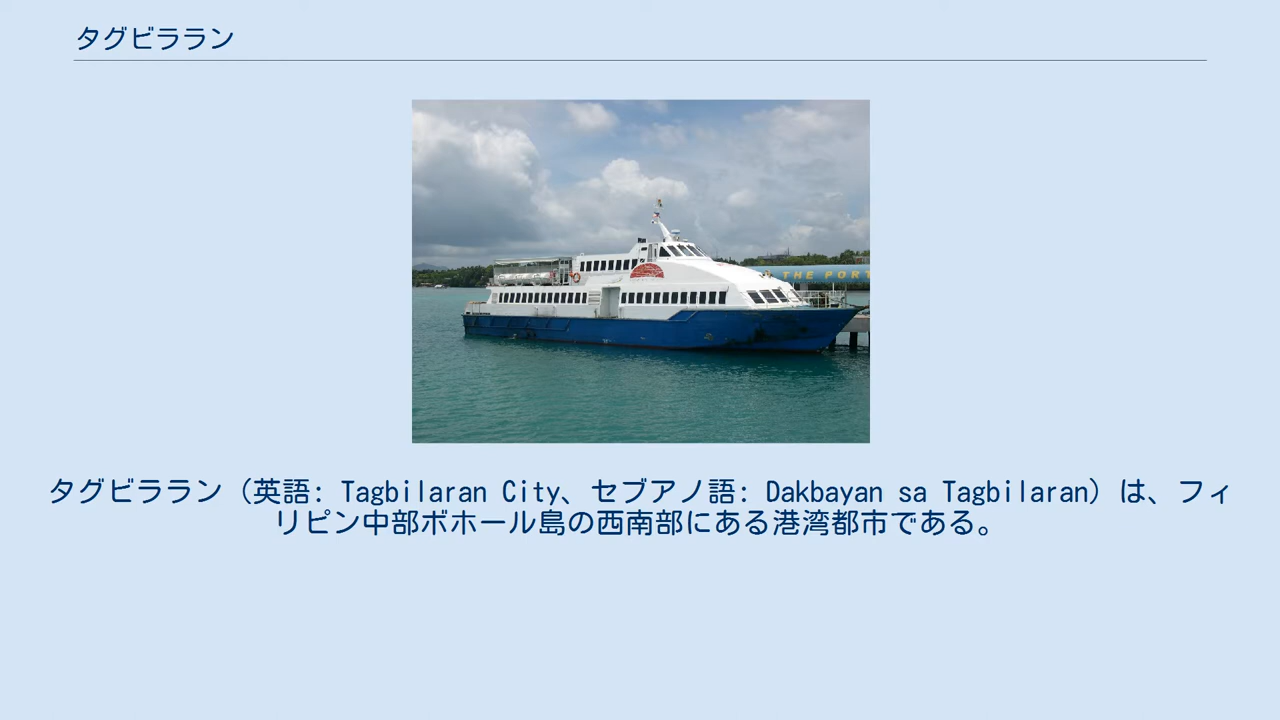 タグビララン
THE PORT
タグビララン（英語: Tagbilaran City、セブアノ語: Dakbayan sa Tagbilaran）は、フィ
リピン中部ボホール島の西南部にある港湾都市である。